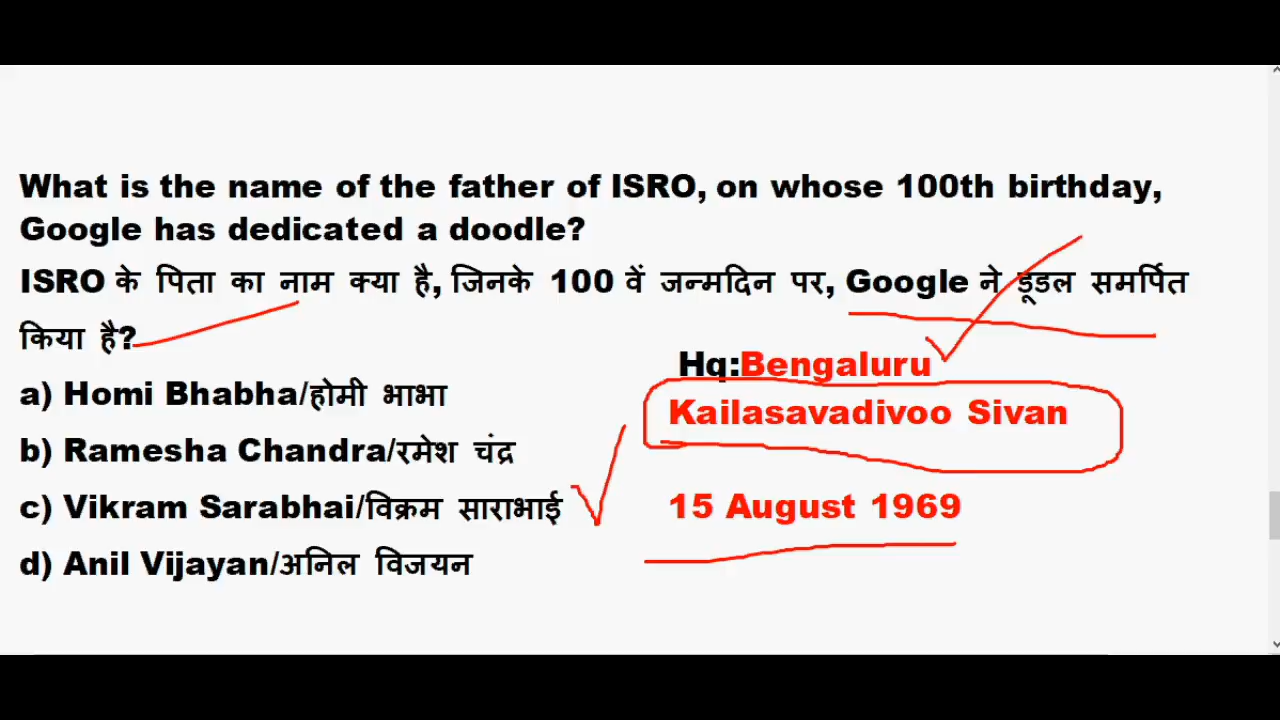 What is the name of the father of ISRO, on whose 100th birthday,
Google has dedicated a doodle?
ISRO के पिता का नाम क्या है, जिनके 100 वें जन्मदिन पर, Google ने डूडल समर्पित
किया है?
Hq:Bengaluru
a) Homi Bhabha/होमी भाभा
Kailasavadivoo Sivan
b) Ramesha Chandra/रमेश चंद्र
c) Vikram Sarabhai/विक्रम साराभाई
15 August 1969
d) Anil Vijayan/अनिल विजयन